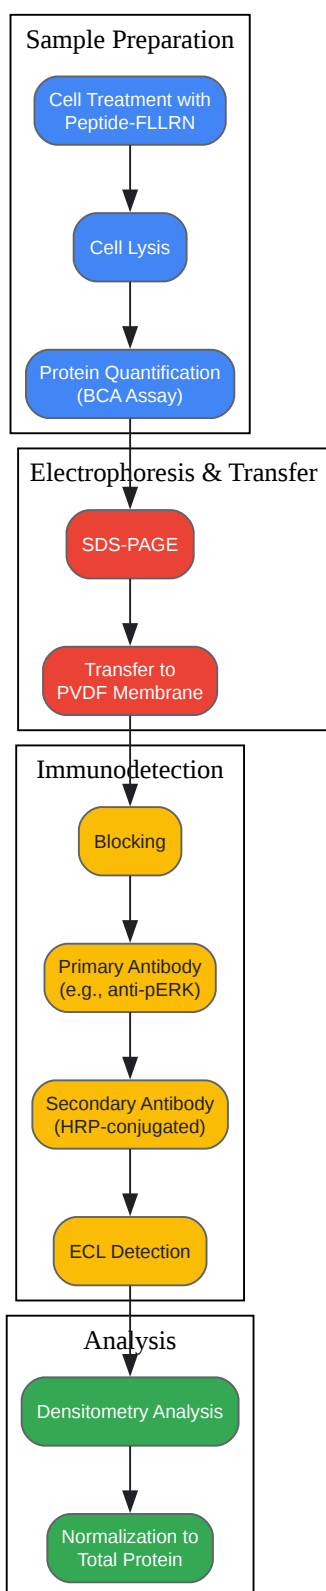 Sample Preparation
Cell Treatment with
Peptide-FLLRN
Cell Lysis
Protein Quantification
(BCA Assay)
Electrophoresis & Transfer
SDS-PAGE
Transfer to
PVDF Membrane
Immunodetection
Blocking
Primary Antibody
(e.g., anti-pERK)
Secondary Antibody
(HRP-conjugated)
ECL Detection
Analysis
Densitometry Analysis
Normalization to
Total Protein